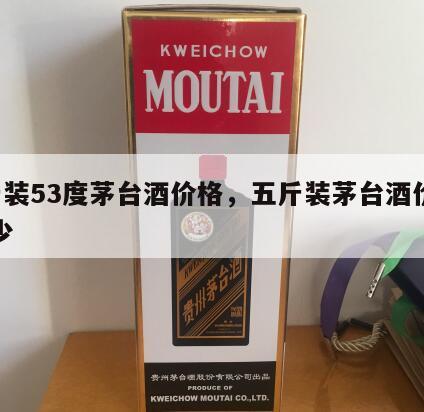 KWEICHOW
MOUTAI
装53度茅台酒价格，五斤装茅台酒价
少
贵州茅台酒
贵州茅台酒股份有限公司出品
PRODUCE OF
KWEICHOW MOUTAI CO.,LTD.